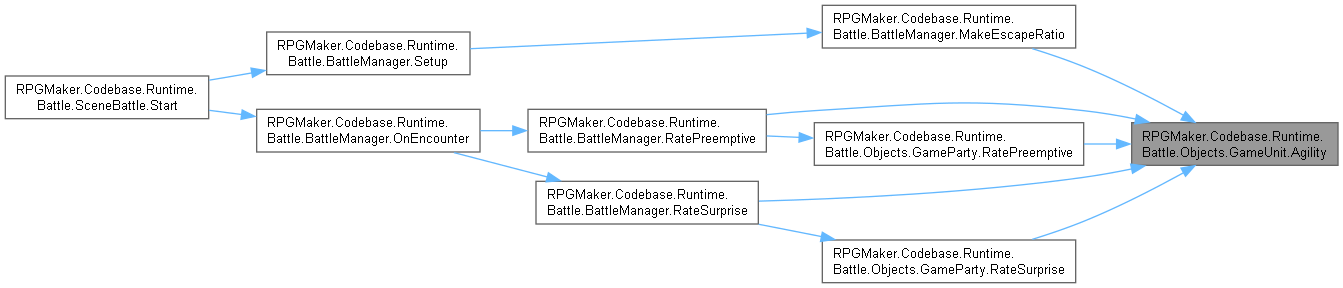 RPGMaker.Codebase.Runtime.
Battle.SceneBattle.Start
RPGMaker.Codebase.Runtime.
Battle.BattleManager.Setup
RPGMaker.Codebase.Runtime.
Battle.BattleManager.OnEncounter
RPGMaker.Codebase.Runtime.
Battle.BattleManager.RatePreemptive
RPGMaker.Codebase.Runtime.
Battle.BattleManager.RateSurprise
RPGMaker.Codebase.Runtime.
Battle.BattleManager.MakeEscapeRatio
RPGMaker.Codebase.Runtime.
Battle.Objects.GameParty.RatePreemptive
RPGMaker.Codebase.Runtime.
Battle.Objects.GameParty.RateSurprise
RPGMaker.Codebase.Runtime.
Battle.Objects.GameUnit.Agility